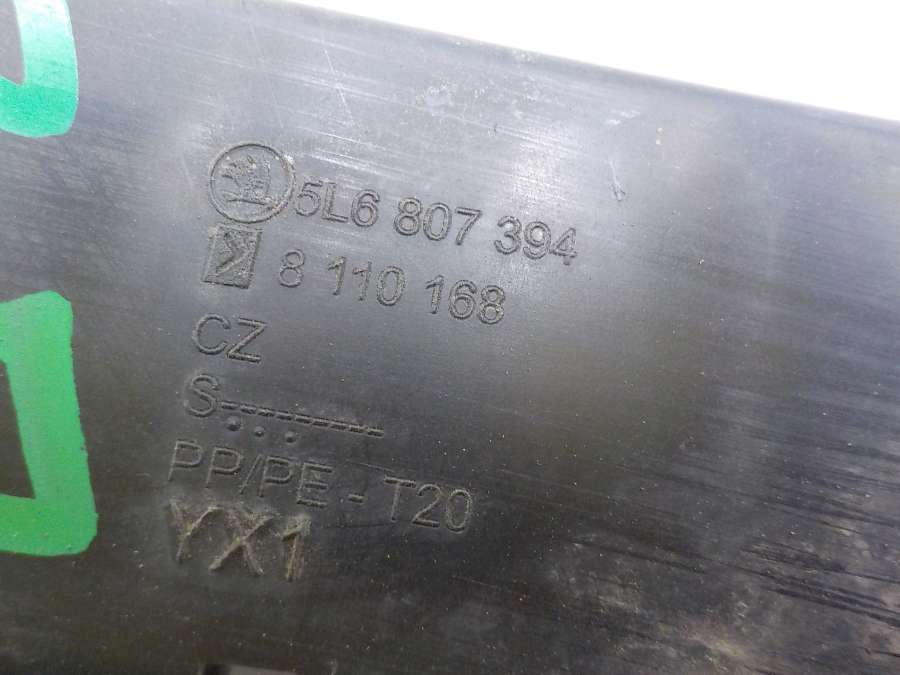 5L6 807 394
8 110 168
CZ
S----------
PP/PE - T20
YX1